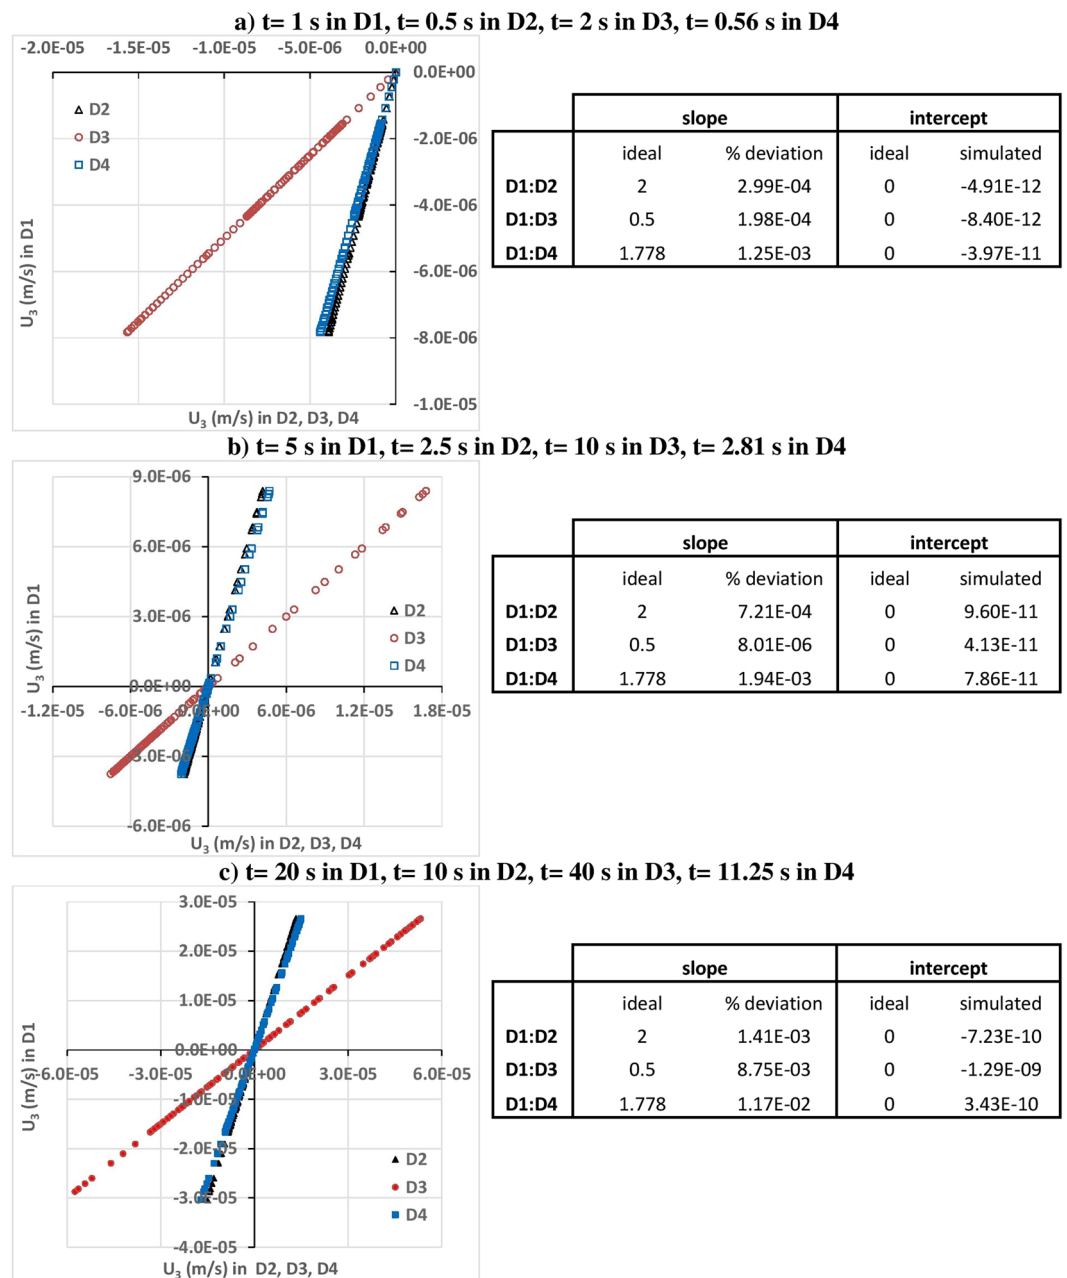 a) t= 1 s in D1, t= 0.5 s in D2, t= 2 s in D3, t= 0.56 s in D4
-2.0E-05 -1.5E-05 -1.0E-05 -5.0E-06 0.0E+00
0.0E+00
-2.0E-06
-4.0E-06
-6.0E-06
-8.0E-06
-1.0E-05
D2
D3
D4
U3 (m/s) in D1
U3 (m/s) in D2, D3, D4
slope intercept
ideal % deviation ideal simulated
D1:D2 2 2.99E-04 0 -4.91E-12
D1:D3 0.5 1.98E-04 0 -8.40E-12
D1:D4 1.778 1.25E-03 0 -3.97E-11
b) t= 5 s in D1, t= 2.5 s in D2, t= 10 s in D3, t= 2.81 s in D4
9.0E-06
6.0E-06
3.0E-06
0.0E+00
-3.0E-06
-6.0E-06
-1.2E-05 -6.0E-06 0.0E+00 6.0E-06 1.2E-05 1.8E-05
D2
D3
D4
U3 (m/s) in D1
U3 (m/s) in D2, D3, D4
slope intercept
ideal % deviation ideal simulated
D1:D2 2 7.21E-04 0 9.60E-11
D1:D3 0.5 8.01E-06 0 4.13E-11
D1:D4 1.778 1.94E-03 0 7.86E-11
c) t= 20 s in D1, t= 10 s in D2, t= 40 s in D3, t= 11.25 s in D4
3.0E-05
2.0E-05
1.0E-05
0.0E+00
-1.0E-05
-2.0E-05
-3.0E-05
-4.0E-05
-6.0E-05 -3.0E-05 0.0E+00 3.0E-05 6.0E-05
D2
D3
D4
U3 (m/s) in D1
U3 (m/s) in D2, D3, D4
slope intercept
ideal % deviation ideal simulated
D1:D2 2 1.41E-03 0 -7.23E-10
D1:D3 0.5 8.75E-03 0 -1.29E-09
D1:D4 1.778 1.17E-02 0 3.43E-10